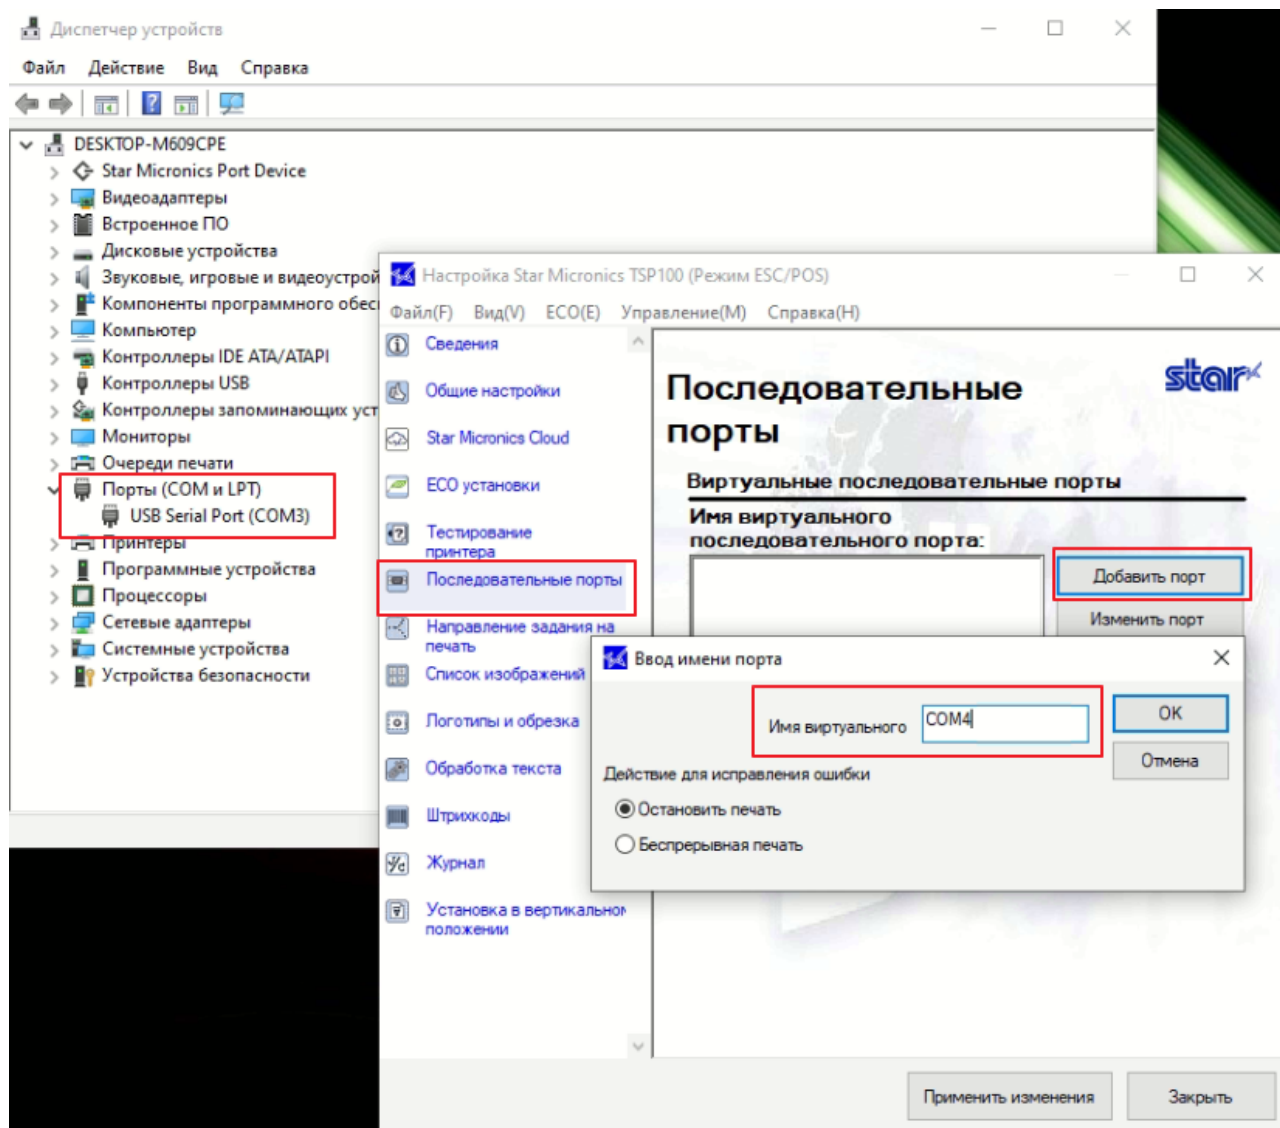 Диспетчер устройств
Файл Действие Вид Справка
DESKTOP-M609CPE
Star Micronics Port Device
Видеоадаптеры
Встроенное ПО
Дисковые устройства
Звуковые, игровые и видеоустрой
Компоненты программного обес
Компьютер
Контроллеры IDE ATA/ATAPI
Контроллеры USB
Контроллеры запоминающих уст
Мониторы
Очереди печати
Порты (COM и LPT)
USB Serial Port (COM3)
Принтеры
Программные устройства
Процессоры
Сетевые адаптеры
Системные устройства
Устройства безопасности
Настройка Star Micronics TSP100 (Режим ESC/POS)
Файл(F) Вид(V) ECO(E) Управление(M) Справка(H)
Сведения
Общие настройки
Star Micronics Cloud
ECO установки
Тестирование
принтера
Последовательные порты
Направление задания на
печать
Список изображений
Логотипы и обрезка
Обработка текста
Штрихкоды
Журнал
Установка в вертикальном
положении
star
Последовательные
порты
Виртуальные последовательные порты
Имя виртуального
последовательного порта:
Добавить порт
Изменить порт
Ввод имени порта
Имя виртуального COM4
OK
Отмена
Действие для исправления ошибки
Остановить печать
Беспрерывная печать
Применить изменения Закрыть